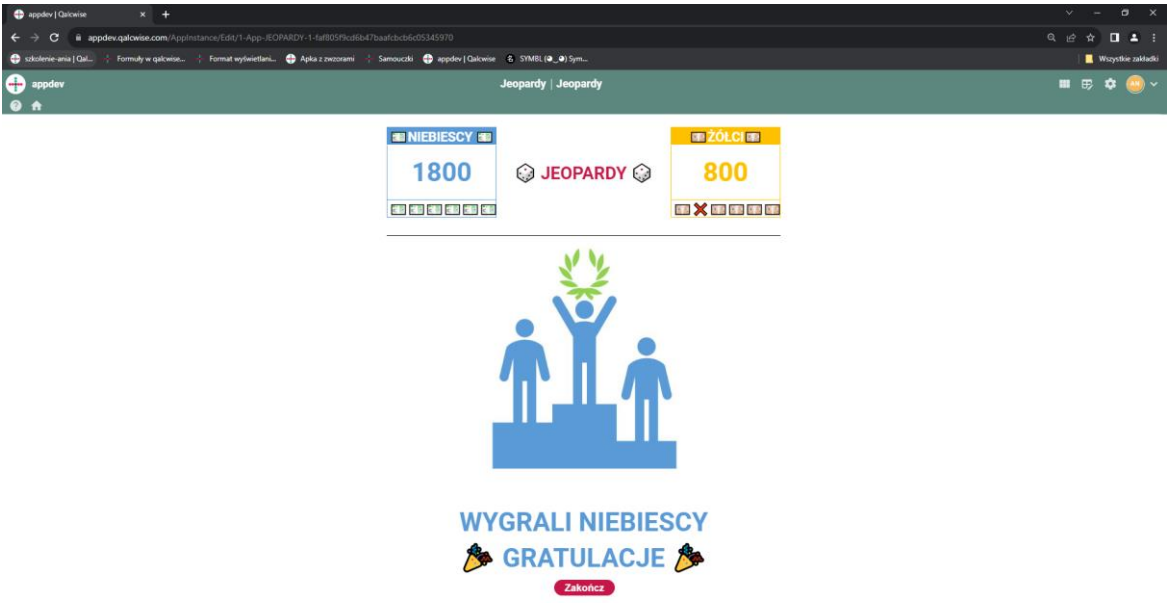 appdev | Qalcwise
appdev.qalcwise.com/AppInstance/Edit/1-App-JEOPARDY-1-faf805f9cd6b47baafcbcb6c05345970
szkolenie-ania | Qal... Formuły w qalcwise... Format wyświetlani... Apka z zwzorami Samouczki appdev | Qalcwise SYMBL (◕‿◕) Sym... Wszystkie zakładki
appdev Jeopardy | Jeopardy AN
NIEBIESCY
1800
JEOPARDY
ŻÓŁCI
800
WYGRALI NIEBIESCY
GRATULACJE
Zakończ